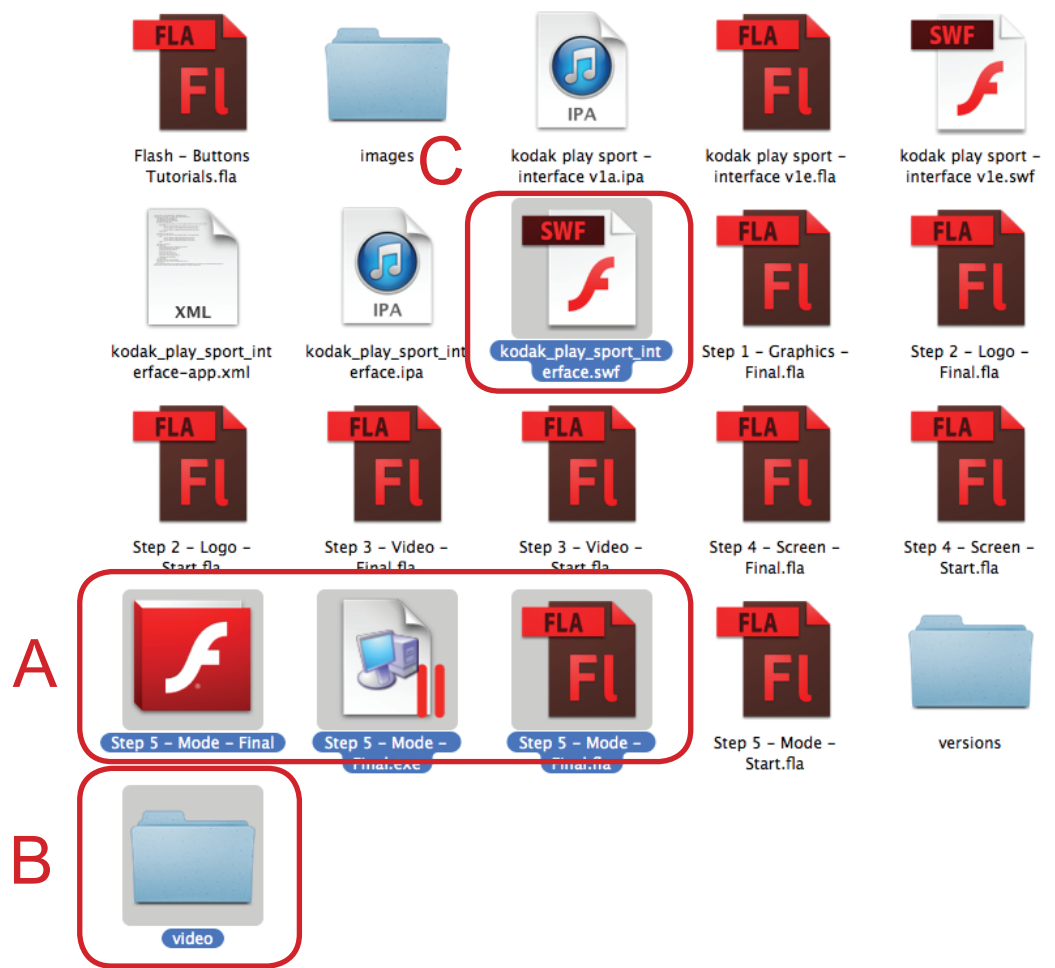 FLA
Fl
Flash – Buttons
Tutorials.fla
images
C
IPA
kodak play sport –
interface v1a.ipa
FLA
Fl
kodak play sport –
interface v1e.fla
SWF
kodak play sport –
interface v1e.swf
XML
kodak_play_sport_int
erface-app.xml
IPA
kodak_play_sport_int
erface.ipa
SWF
kodak_play_sport_int
erface.swf
FLA
Fl
Step 1 – Graphics –
Final.fla
FLA
Fl
Step 2 – Logo –
Final.fla
FLA
Fl
Step 2 – Logo –
Start.fla
FLA
Fl
Step 3 – Video –
Final.fla
FLA
Fl
Step 3 – Video –
Start.fla
FLA
Fl
Step 4 – Screen –
Final.fla
FLA
Fl
Step 4 – Screen –
Start.fla
A
Step 5 – Mode – Final
Step 5 – Mode –
Final.exe
FLA
Fl
Step 5 – Mode –
Final.fla
FLA
Fl
Step 5 – Mode –
Start.fla
versions
B
video